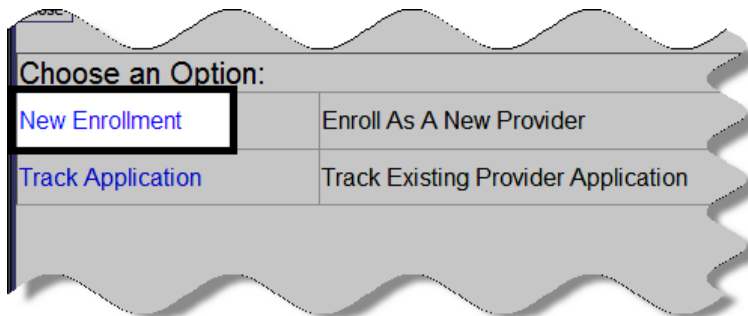 Choose an Option:
New Enrollment Enroll As A New Provider
Track Application Track Existing Provider Application